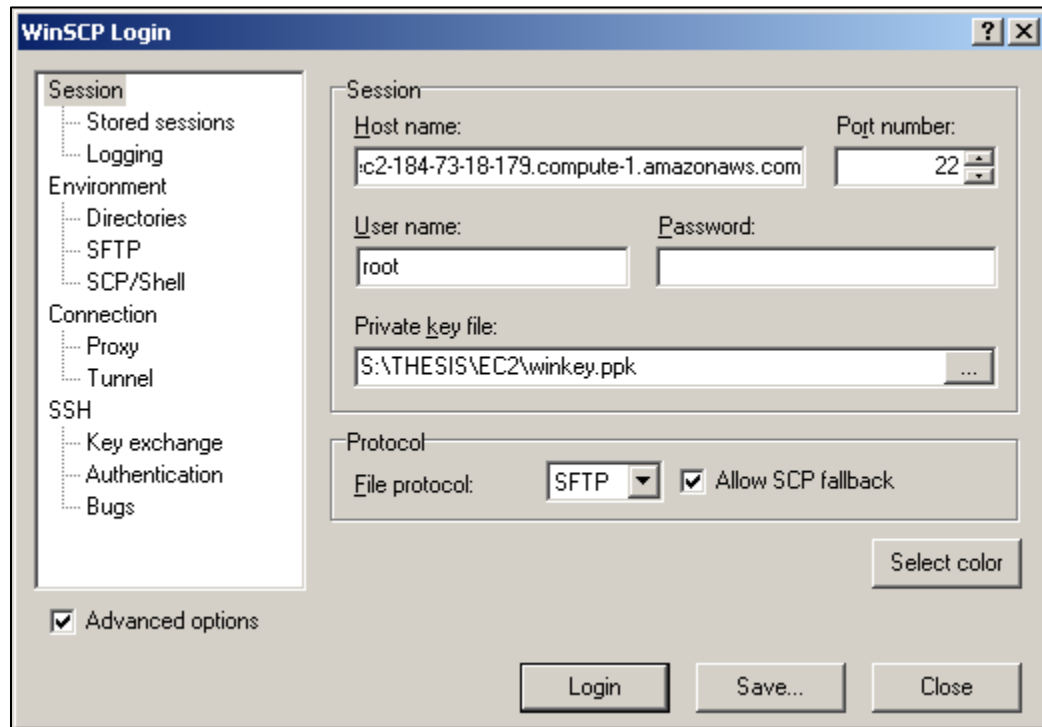 WinSCP Login
Session
Stored sessions
Logging
Environment
Directories
SFTP
SCP/Shell
Connection
Proxy
Tunnel
SSH
Key exchange
Authentication
Bugs
Advanced options
Session
Host name:
Port number:
c2-184-73-18-179.compute-1.amazonaws.com
22
User name:
Password:
root
Private key file:
S:\THESIS\EC2\winkey.ppk
...
Protocol
File protocol:
SFTP
Allow SCP fallback
Select color
Login
Save...
Close